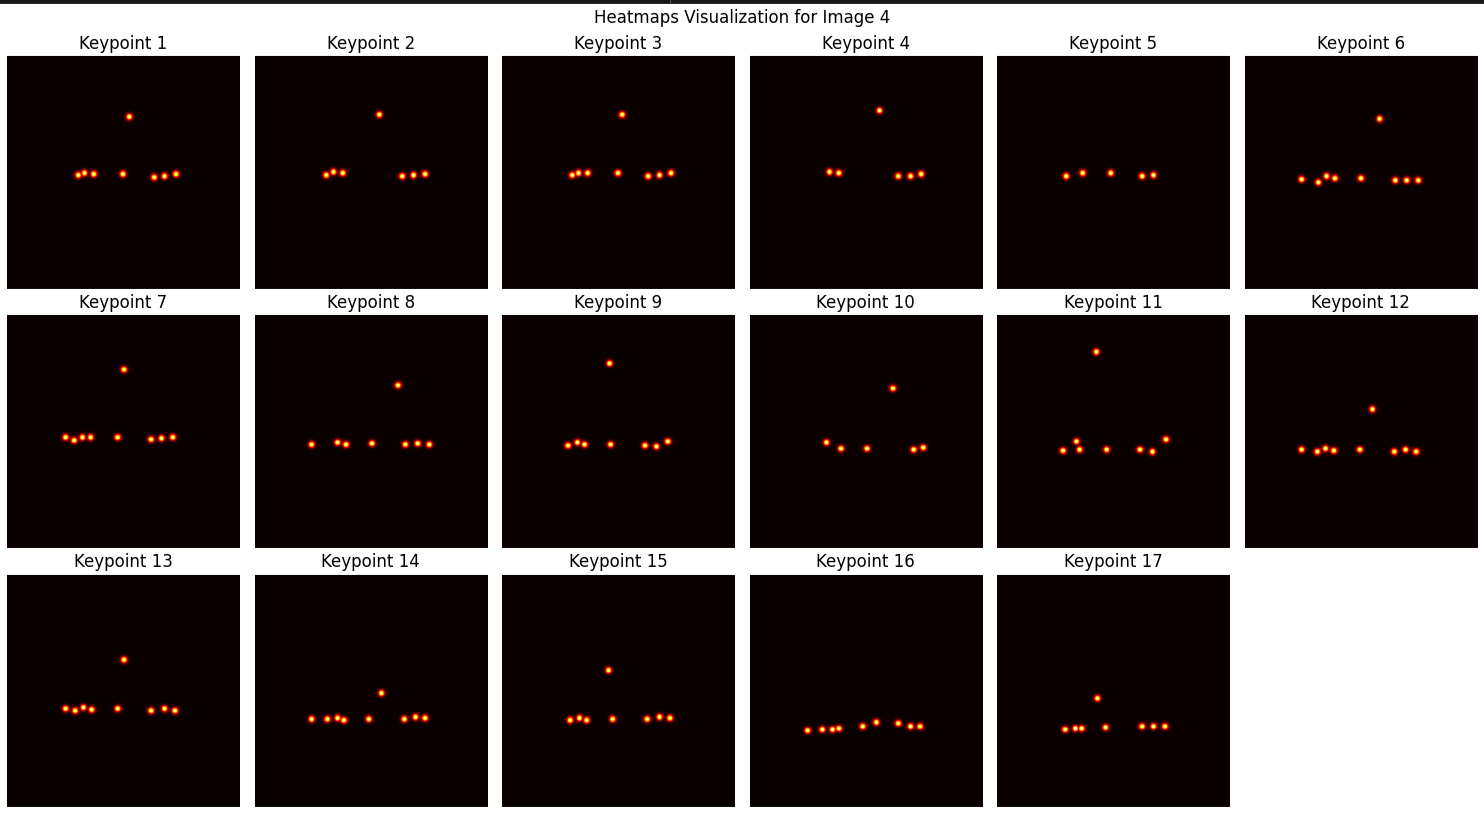 Heatmaps Visualization for Image 4
Keypoint 1
Keypoint 2
Keypoint 3
Keypoint 4
Keypoint 5
Keypoint 6
Keypoint 7
Keypoint 8
Keypoint 9
Keypoint 10
Keypoint 11
Keypoint 12
Keypoint 13
Keypoint 14
Keypoint 15
Keypoint 16
Keypoint 17